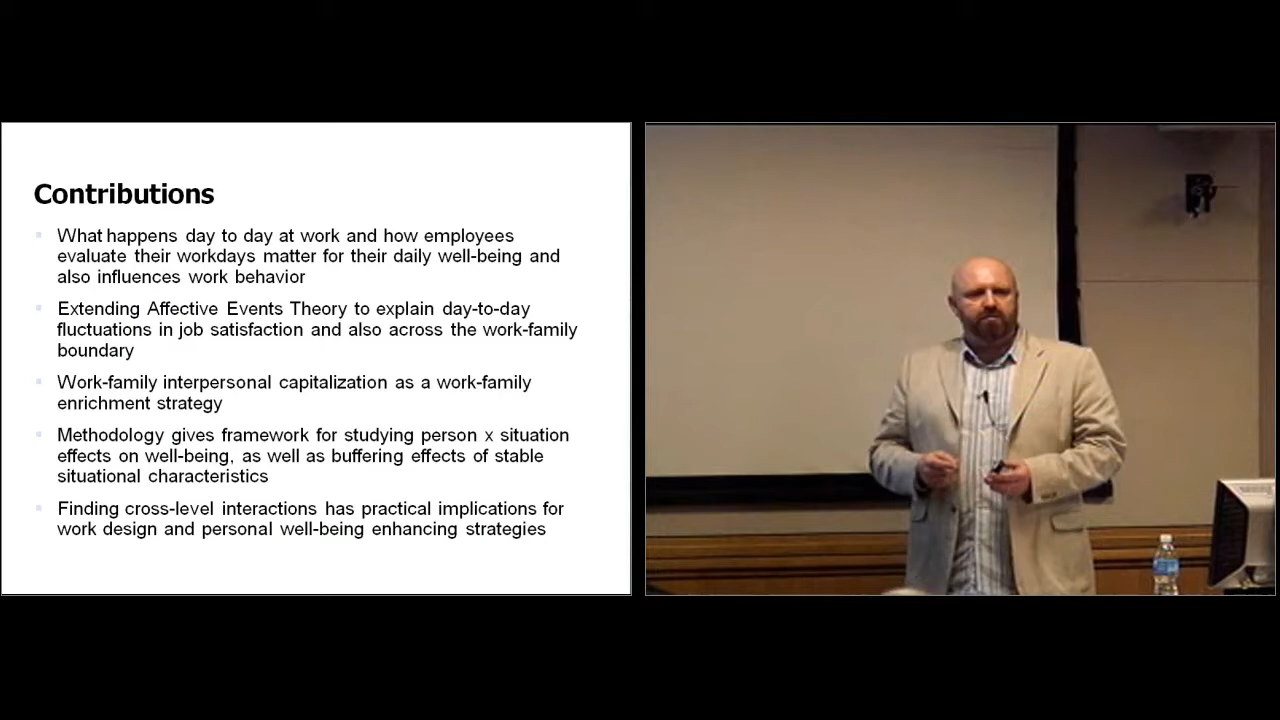 Contributions
What happens day to day at work and how employees
evaluate their workdays matter for their daily well-being and
also influences work behavior
Extending Affective Events Theory to explain day-to-day
fluctuations in job satisfaction and also across the work-family
boundary
Work-family interpersonal capitalization as a work-family
enrichment strategy
Methodology gives framework for studying person x situation
effects on well-being, as well as buffering effects of stable
situational characteristics
Finding cross-level interactions has practical implications for
work design and personal well-being enhancing strategies